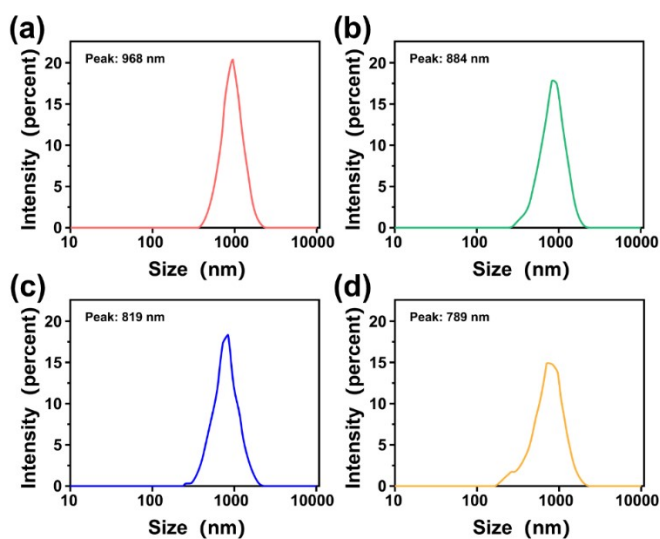 (a)
Peak: 968 nm
Intensity (percent)
20
15
10
5
0
10 100 1000 10000
Size (nm)
(b)
Peak: 884 nm
Intensity (percent)
20
15
10
5
0
10 100 1000 10000
Size (nm)
(c)
Peak: 819 nm
Intensity (percent)
20
15
10
5
0
10 100 1000 10000
Size (nm)
(d)
Peak: 789 nm
Intensity (percent)
20
15
10
5
0
10 100 1000 10000
Size (nm)